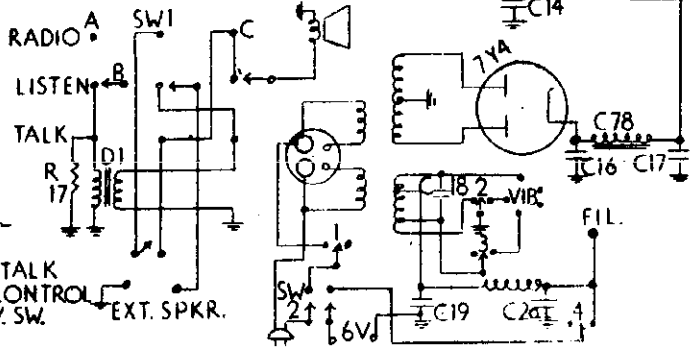 C14
RADIO A
SW1
C
7Y4
LISTEN B
TALK
D1
R
17
C78
C16
C17
C
18
2
VIB.
FIL.
1
TALK
CONTROL
SW.
EXT. SPKR.
SW
2
6V.
C19
C20
4